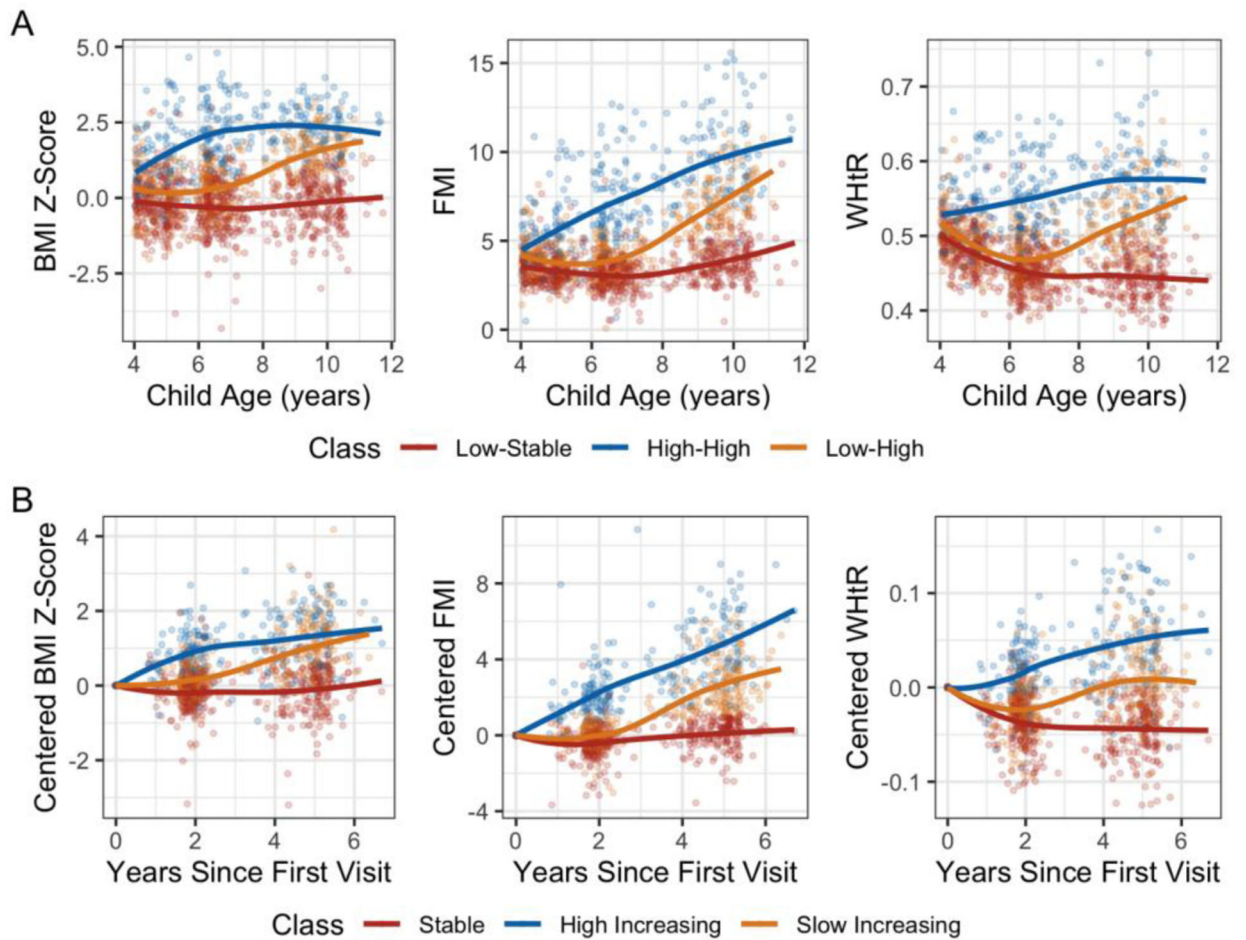 A
BMI Z-Score
5.0
2.5
0.0
-2.5
4 6 8 10 12
Child Age (years)
FMI
15
10
5
0
4 6 8 10 12
Child Age (years)
WHtR
0.7
0.6
0.5
0.4
4 6 8 10 12
Child Age (years)
Class Low-Stable High-High Low-High
B
Centered BMI Z-Score
4
2
0
-2
0 2 4 6
Years Since First Visit
Centered FMI
8
4
0
-4
0 2 4 6
Years Since First Visit
Centered WHtR
0.1
0.0
-0.1
0 2 4 6
Years Since First Visit
Class Stable High Increasing Slow Increasing